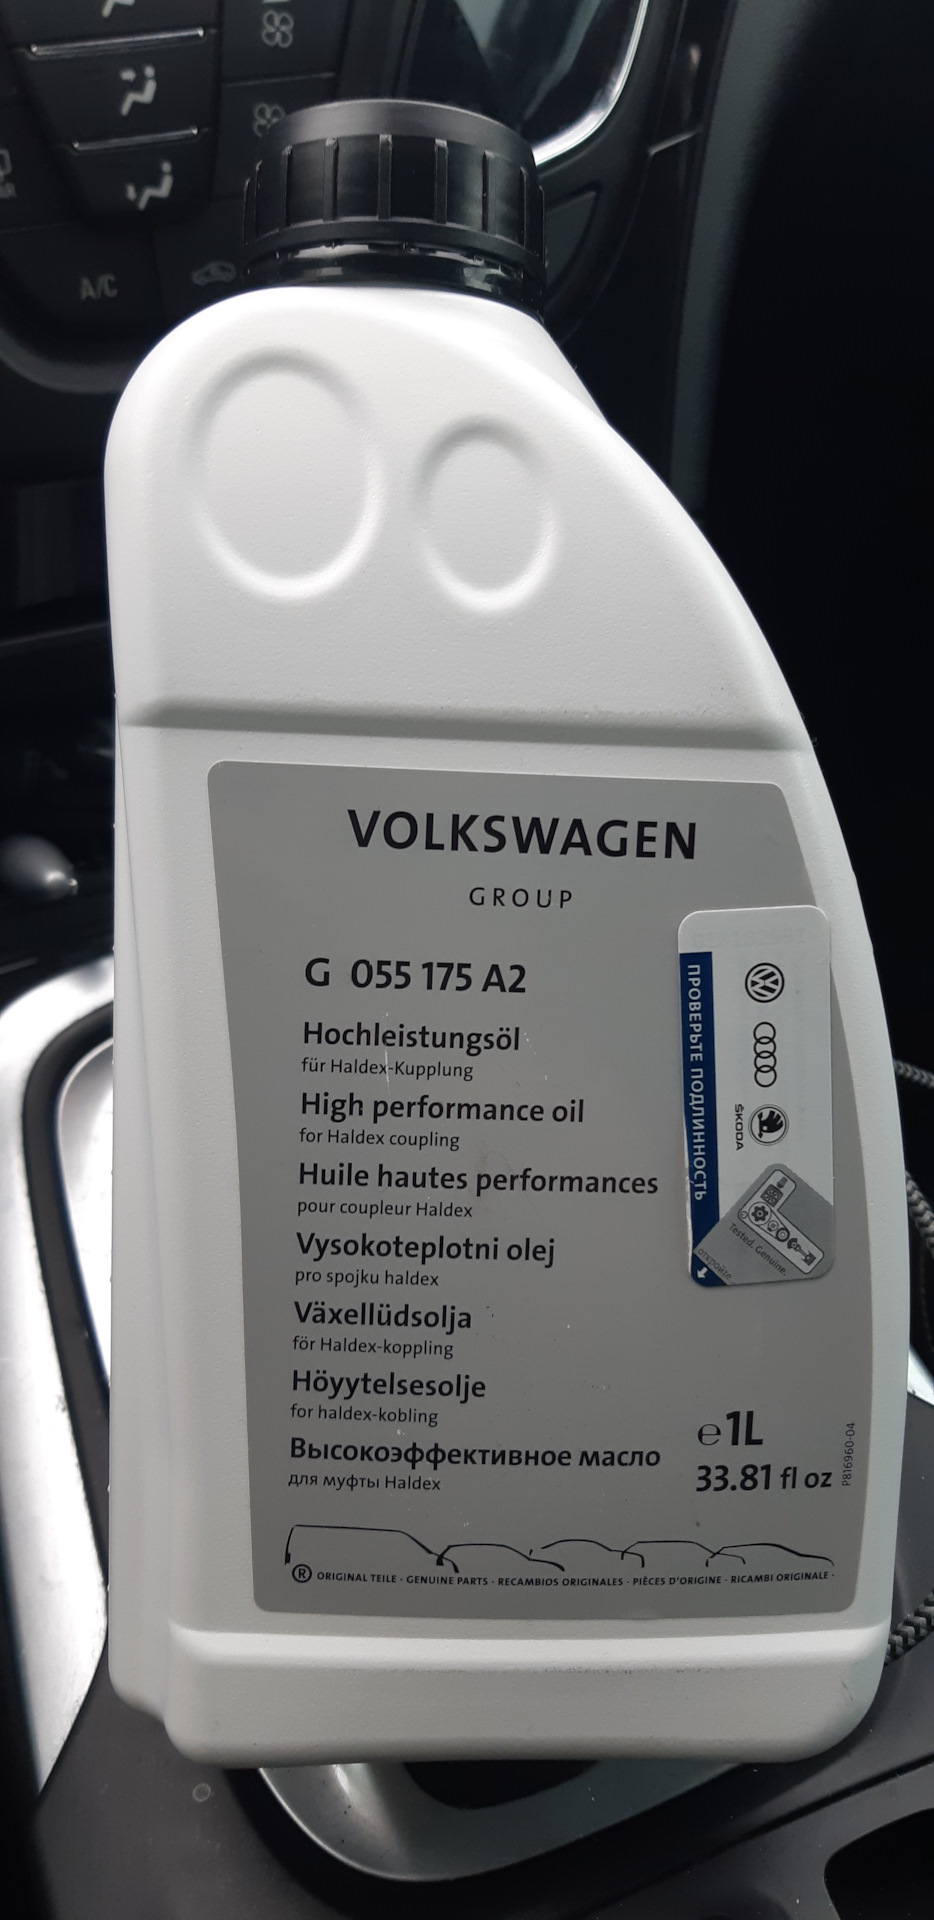 A/C
VOLKSWAGEN
GROUP
G 055 175 A2
Hochleistungsöl
für Haldex-Kupplung
High performance oil
for Haldex coupling
Huile hautes performances
pour coupleur Haldex
Vysokoteplotni olej
pro spojku haldex
Växellüdsolja
för Haldex-koppling
Höyytelsesolje
for haldex-kobling
Высокоэффективное масло
для муфты Haldex
ПРОВЕРЬТЕ ПОДЛИННОСТЬ
ŠKODA
Tested. Genuine.
откройте
e1L
33.81 fl oz
P816960-04
® ORIGINAL TEILE · GENUINE PARTS · RECAMBIOS ORIGINALES · PIÈCES D'ORIGINE · RICAMBI ORIGINALE ·